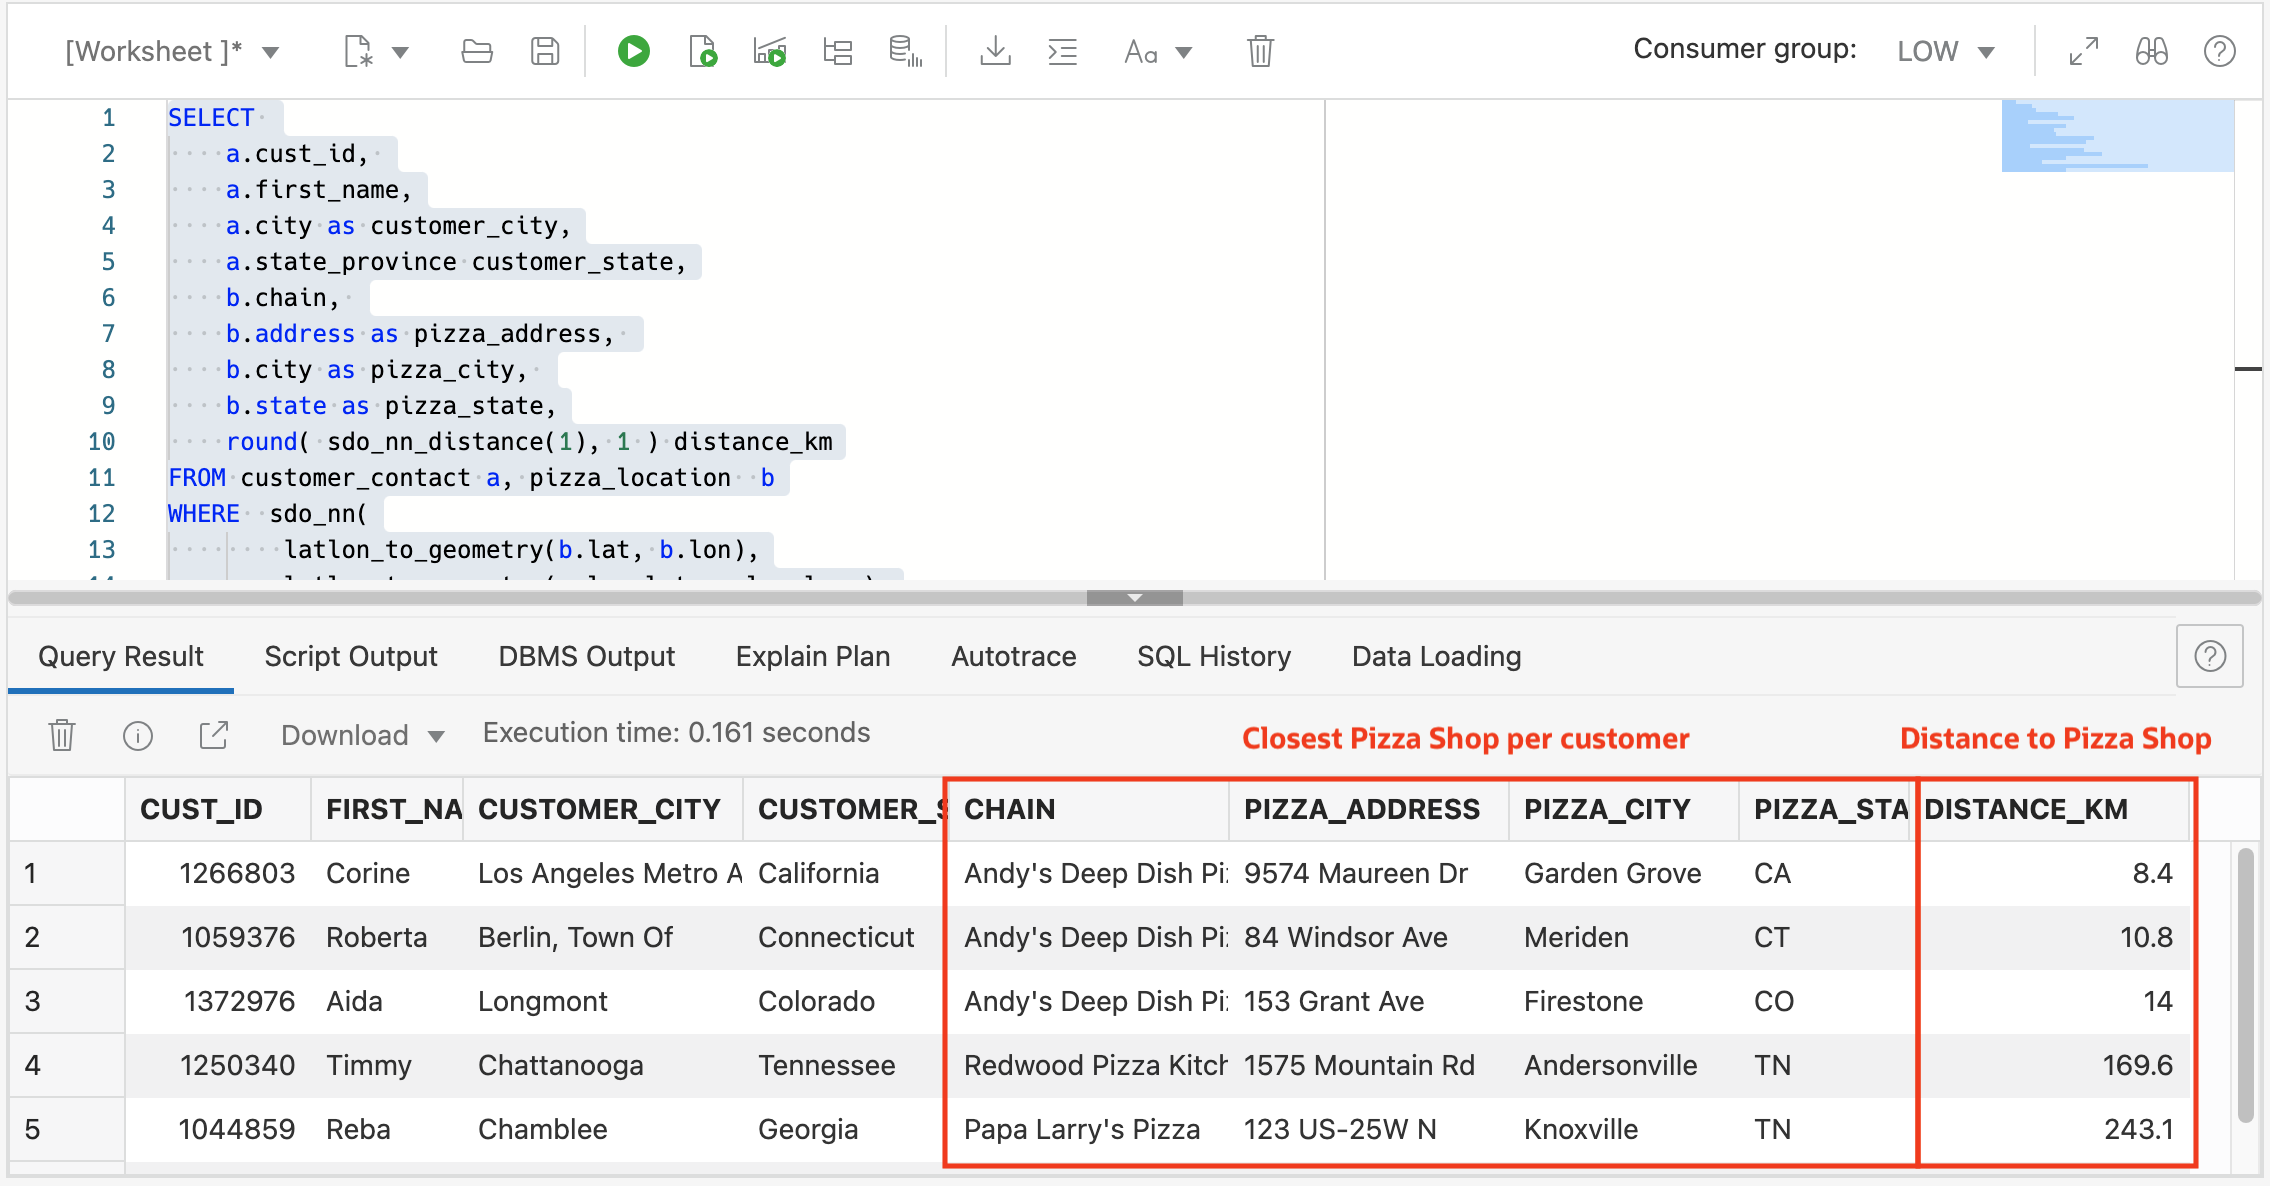 [Worksheet ]*
Aa
Consumer group: LOW
1 SELECT
2 a.cust_id,
3 a.first_name,
4 a.city as customer_city,
5 a.state_province customer_state,
6 b.chain,
7 b.address as pizza_address,
8 b.city as pizza_city,
9 b.state as pizza_state,
10 round( sdo_nn_distance(1), 1 ) distance_km
11 FROM customer_contact a, pizza_location b
12 WHERE sdo_nn(
13 latlon_to_geometry(b.lat, b.lon),
Query Result Script Output DBMS Output Explain Plan Autotrace SQL History Data Loading
Download Execution time: 0.161 seconds Closest Pizza Shop per customer Distance to Pizza Shop
CUST_ID FIRST_NA CUSTOMER_CITY CUSTOMER_S CHAIN PIZZA_ADDRESS PIZZA_CITY PIZZA_STA DISTANCE_KM
1 1266803 Corine Los Angeles Metro A California Andy's Deep Dish Piz 9574 Maureen Dr Garden Grove CA 8.4
2 1059376 Roberta Berlin, Town Of Connecticut Andy's Deep Dish Piz 84 Windsor Ave Meriden CT 10.8
3 1372976 Aida Longmont Colorado Andy's Deep Dish Piz 153 Grant Ave Firestone CO 14
4 1250340 Timmy Chattanooga Tennessee Redwood Pizza Kitch 1575 Mountain Rd Andersonville TN 169.6
5 1044859 Reba Chamblee Georgia Papa Larry's Pizza 123 US-25W N Knoxville TN 243.1